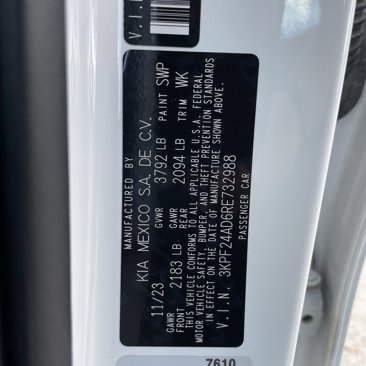 V.I.N
MANUFACTURED BY
KIA MEXICO S.A. DE C.V.
11/23 GVWR 3792 LB PAINT SWP
GAWR FRONT 2183 LB GAWR REAR 2094 LB TRIM WK
THIS VEHICLE CONFORMS TO ALL APPLICABLE U.S.A. FEDERAL
MOTOR VEHICLE SAFETY, BUMPER, AND THEFT PREVENTION STANDARDS
IN EFFECT ON THE DATE OF MANUFACTURE SHOWN ABOVE.
V.I.N. 3KPF24AD6RE732988
PASSENGER CAR
7610